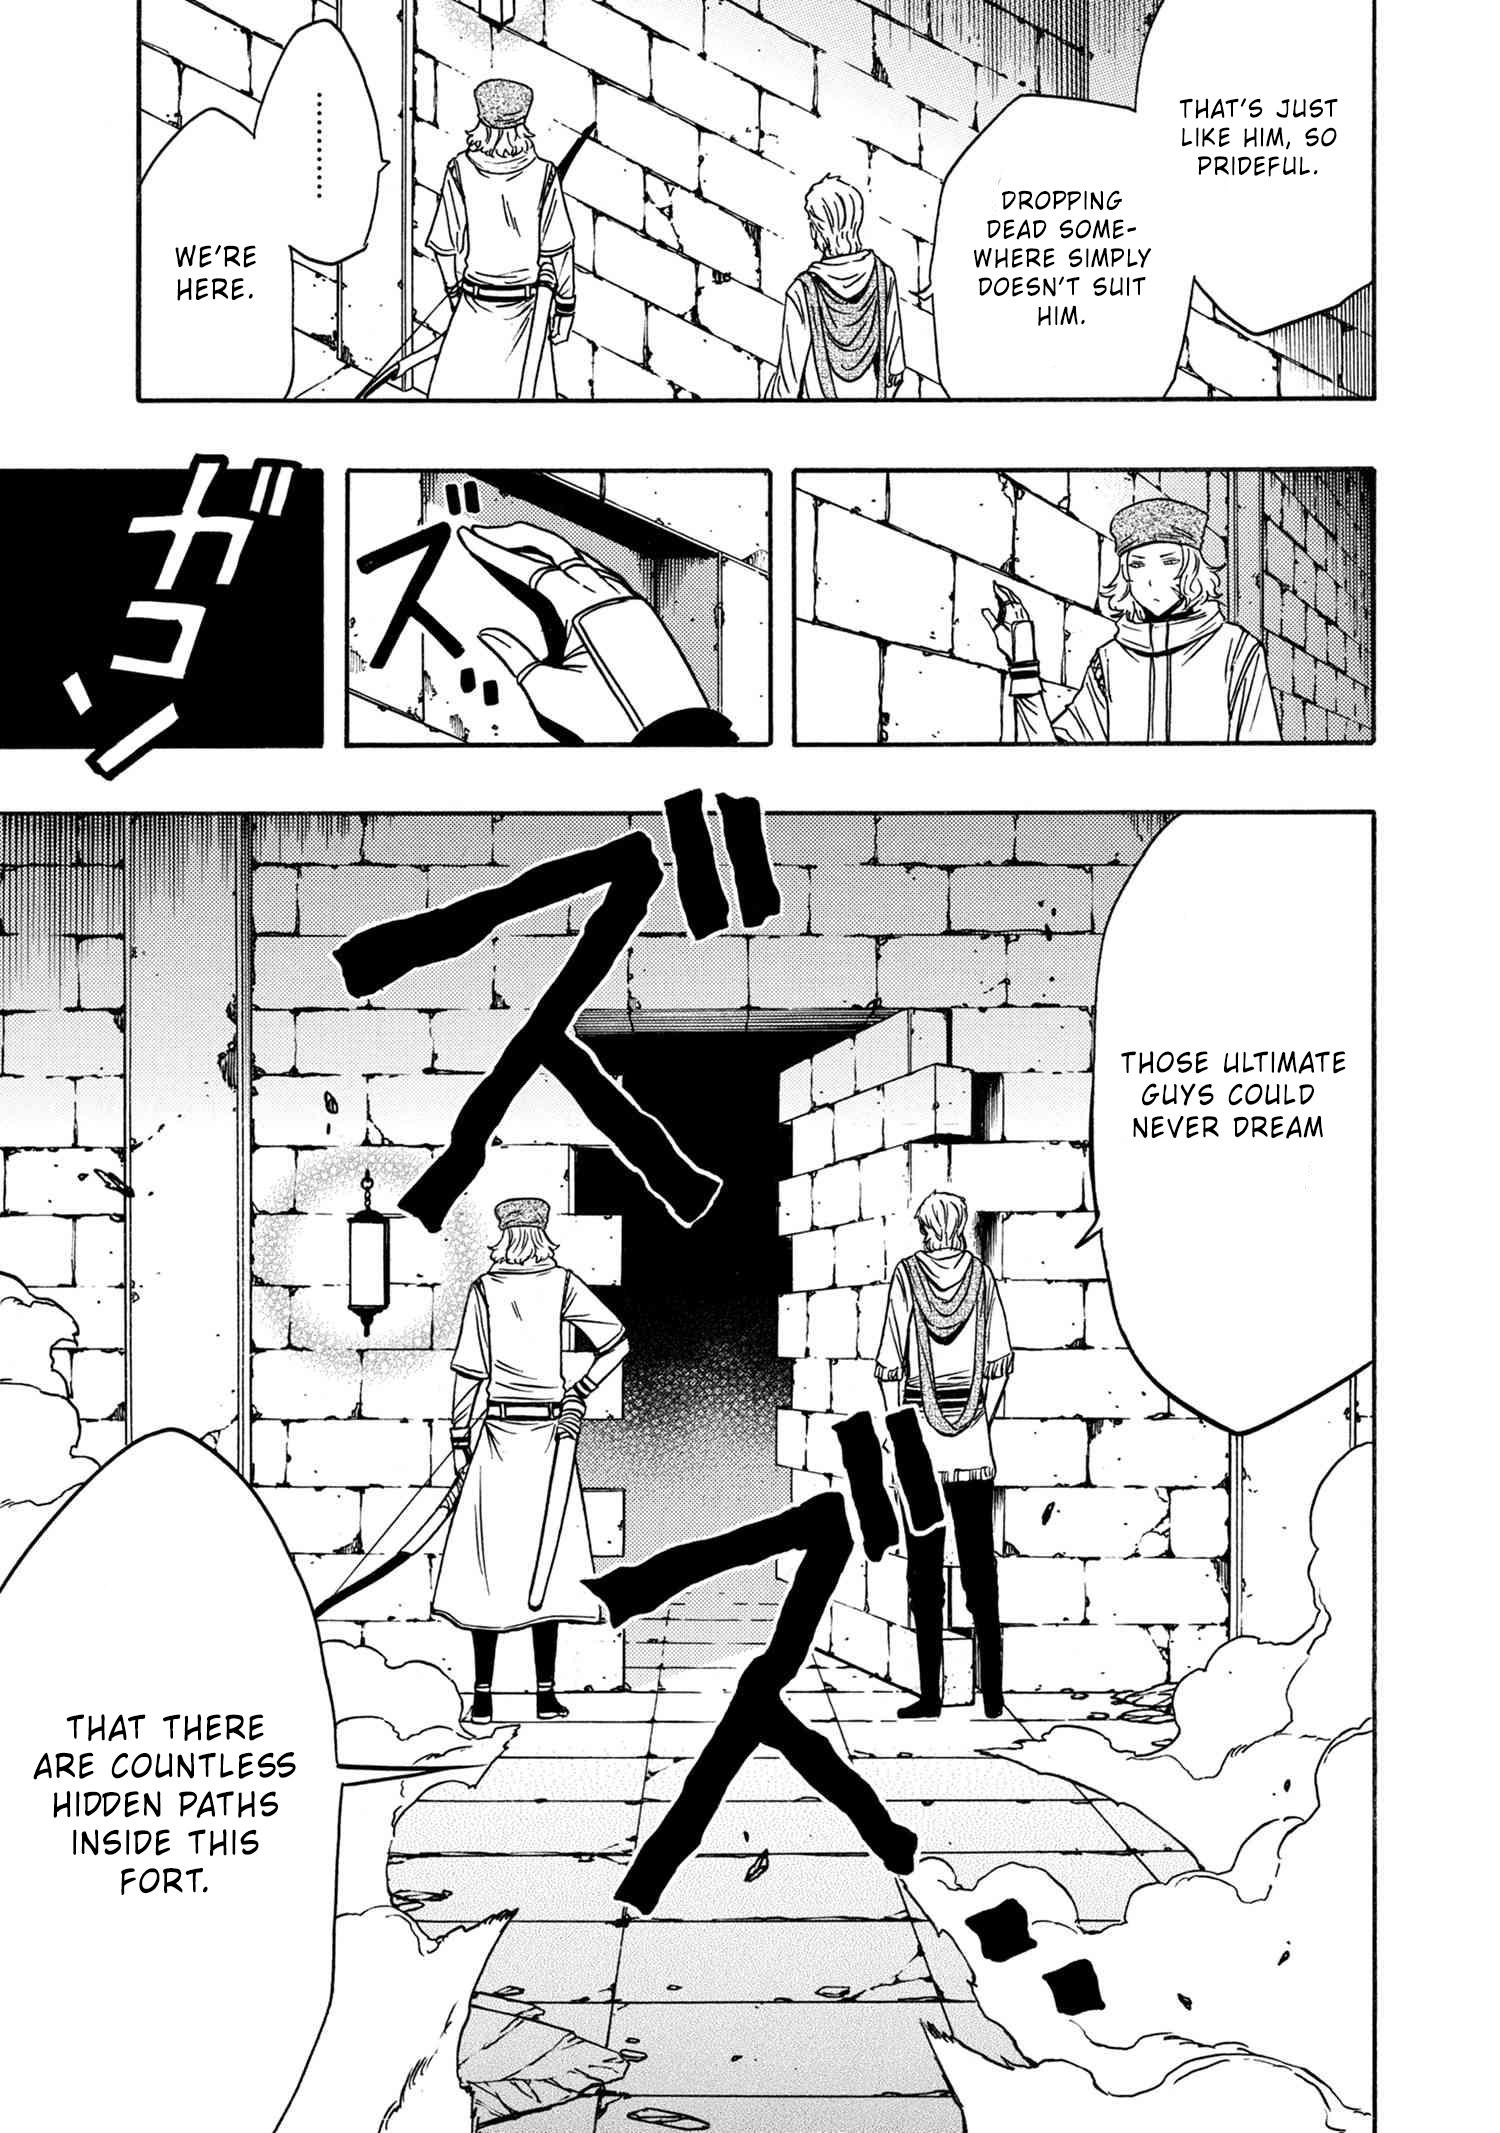 THAT'S JUST
LIKE HIM, SO
PRIDEFUL.
DROPPING
DEAD SOME-
WHERE SIMPLY
DOESN'T SUIT
HIM.
………
WE'RE
HERE.
ズ
ガコン
THOSE ULTIMATE
GUYS COULD
NEVER DREAM
ズ
ズ
THAT THERE
ARE COUNTLESS
HIDDEN PATHS
INSIDE THIS
FORT.